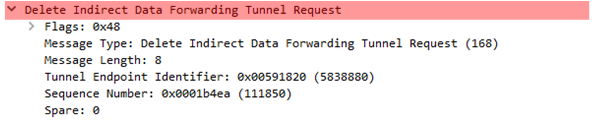 Delete Indirect Data Forwarding Tunnel Request
Flags: 0x48
Message Type: Delete Indirect Data Forwarding Tunnel Request (168)
Message Length: 8
Tunnel Endpoint Identifier: 0x00591820 (5838880)
Sequence Number: 0x0001b4ea (111850)
Spare: 0